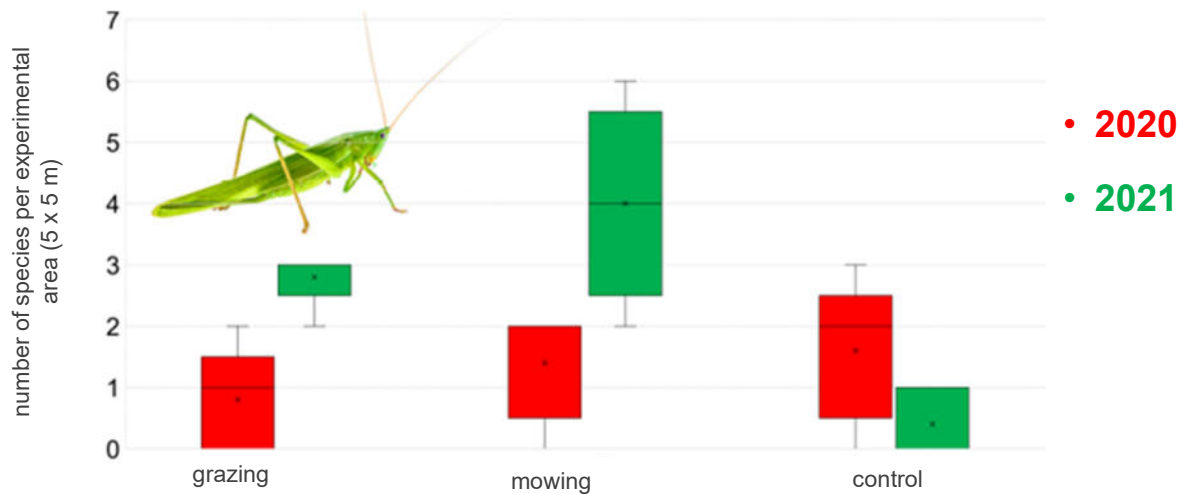 number of species per experimental
area (5 x 5 m)
7
6
5
4
3
2
1
0
grazing
mowing
control
• 2020
• 2021